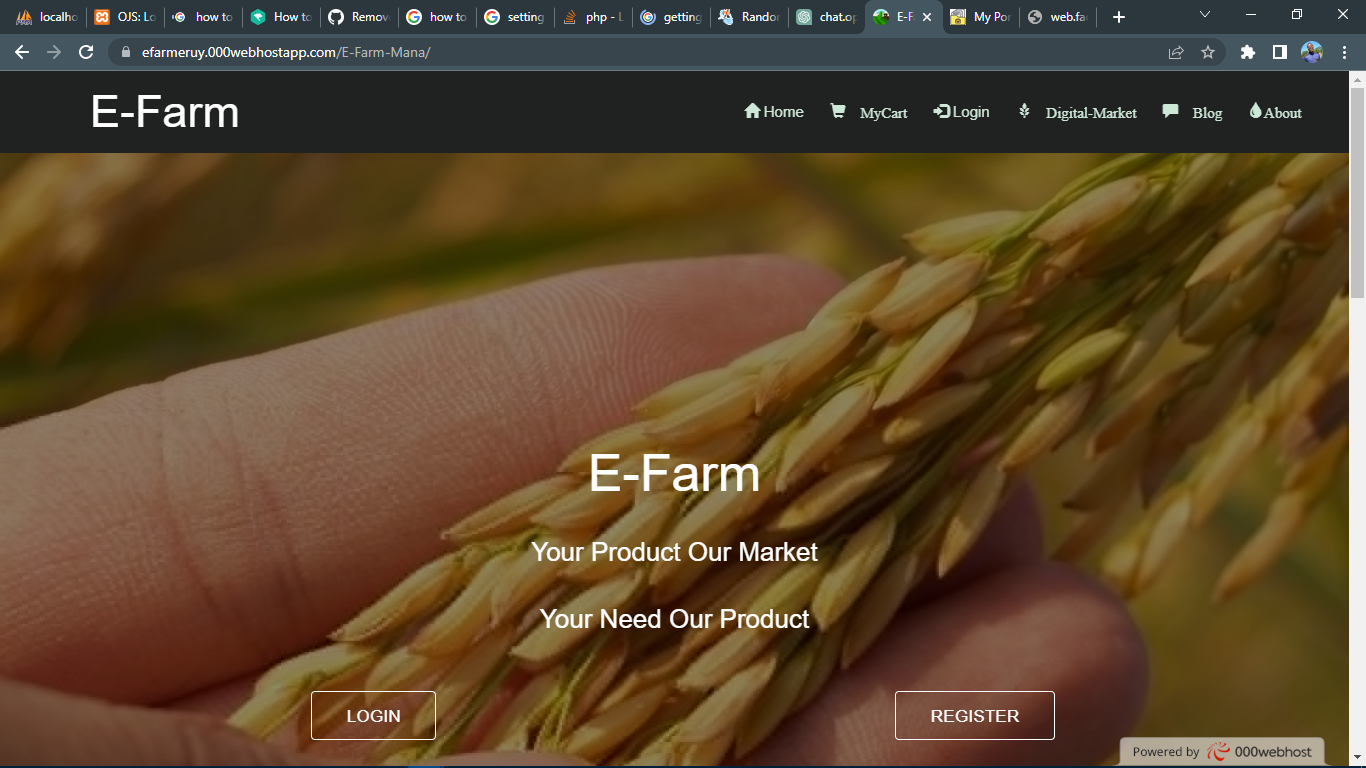 localho
OJS: Lo
how to
How to
Remov
how to
setting
php - L
getting
Randor
chat.op
E-F
My Por
web.fa
efarmeruy.000webhostapp.com/E-Farm-Mana/
E-Farm
Home MyCart Login Digital-Market Blog About
E-Farm
Your Product Our Market
Your Need Our Product
LOGIN REGISTER
Powered by 000webhost